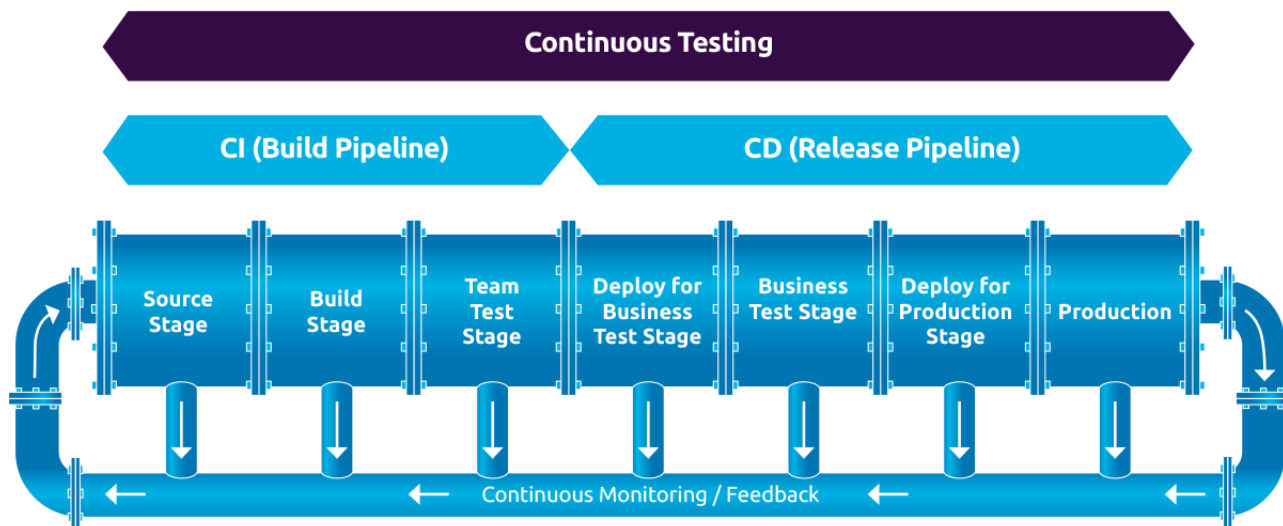 Continuous Testing
CI (Build Pipeline)
CD (Release Pipeline)
Source
Stage
Build
Stage
Team
Test
Stage
Deploy for
Business
Test Stage
Business
Test Stage
Deploy for
Production
Stage
Production
Continuous Monitoring / Feedback